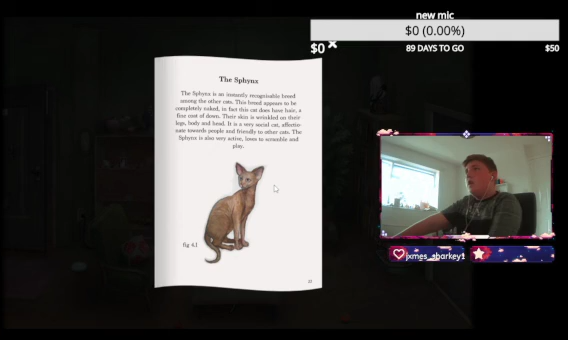 new mic
$0 (0.00%)
$0
89 DAYS TO GO
$50
The Sphynx
The Sphynx is an instantly recognisable breed
among the other cats. This breed appears to be
completely naked, in fact this cat does have hair, a
fine coat of down. Their skin is wrinkled on their
legs, body and head. It is a very social cat, affectio-
nate towards people and friendly to other cats. The
Sphynx is also very active, loves to scramble and
play.
fig 4.1